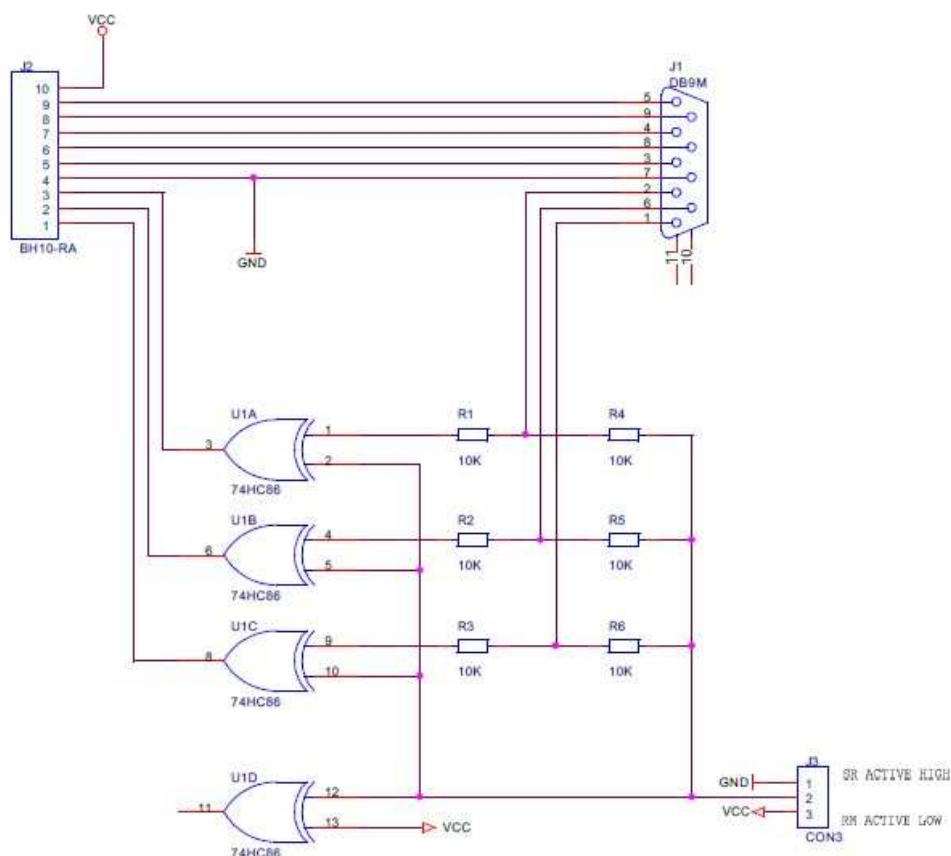 VCC
J2
10
9
8
7
6
5
4
3
2
1
BH10-RA
GND
J1
DB9M
5
9
4
8
3
7
2
6
1
11
10
U1A
3
1
2
74HC86
R1
10K
R4
10K
U1B
6
4
5
74HC86
R2
10K
R5
10K
U1C
8
9
10
74HC86
R3
10K
R6
10K
U1D
11
12
13
VCC
74HC86
J3
GND
1
SR ACTIVE HIGH
2
VCC
3
RM ACTIVE LOW
CON3